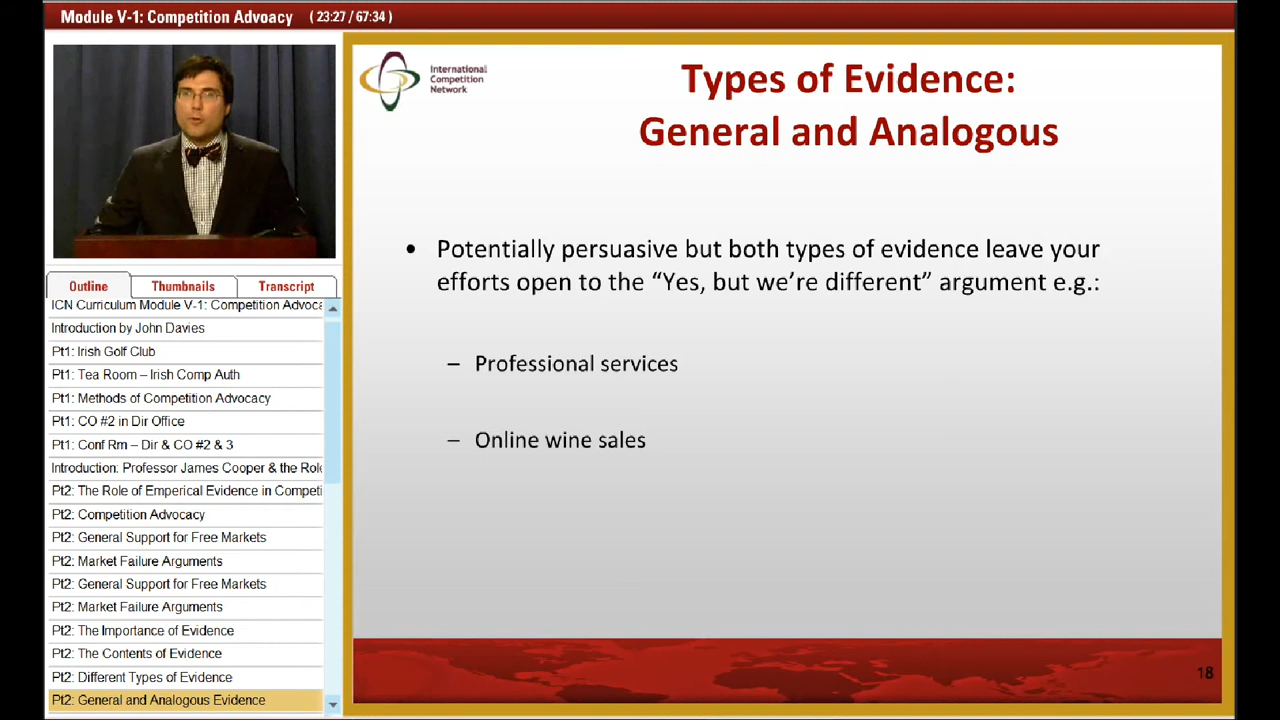 Module V-1: Competition Advoacy ( 23:27 / 67:34 )
International
Competition
Network
Types of Evidence:
General and Analogous
• Potentially persuasive but both types of evidence leave your
efforts open to the “Yes, but we’re different” argument e.g.:
– Professional services
– Online wine sales
18
Outline Thumbnails Transcript
ICN Curriculum Module V-1: Competition Advoca
Introduction by John Davies
Pt1: Irish Golf Club
Pt1: Tea Room – Irish Comp Auth
Pt1: Methods of Competition Advocacy
Pt1: CO #2 in Dir Office
Pt1: Conf Rm – Dir & CO #2 & 3
Introduction: Professor James Cooper & the Role
Pt2: The Role of Emperical Evidence in Competi
Pt2: Competition Advocacy
Pt2: General Support for Free Markets
Pt2: Market Failure Arguments
Pt2: General Support for Free Markets
Pt2: Market Failure Arguments
Pt2: The Importance of Evidence
Pt2: The Contents of Evidence
Pt2: Different Types of Evidence
Pt2: General and Analogous Evidence